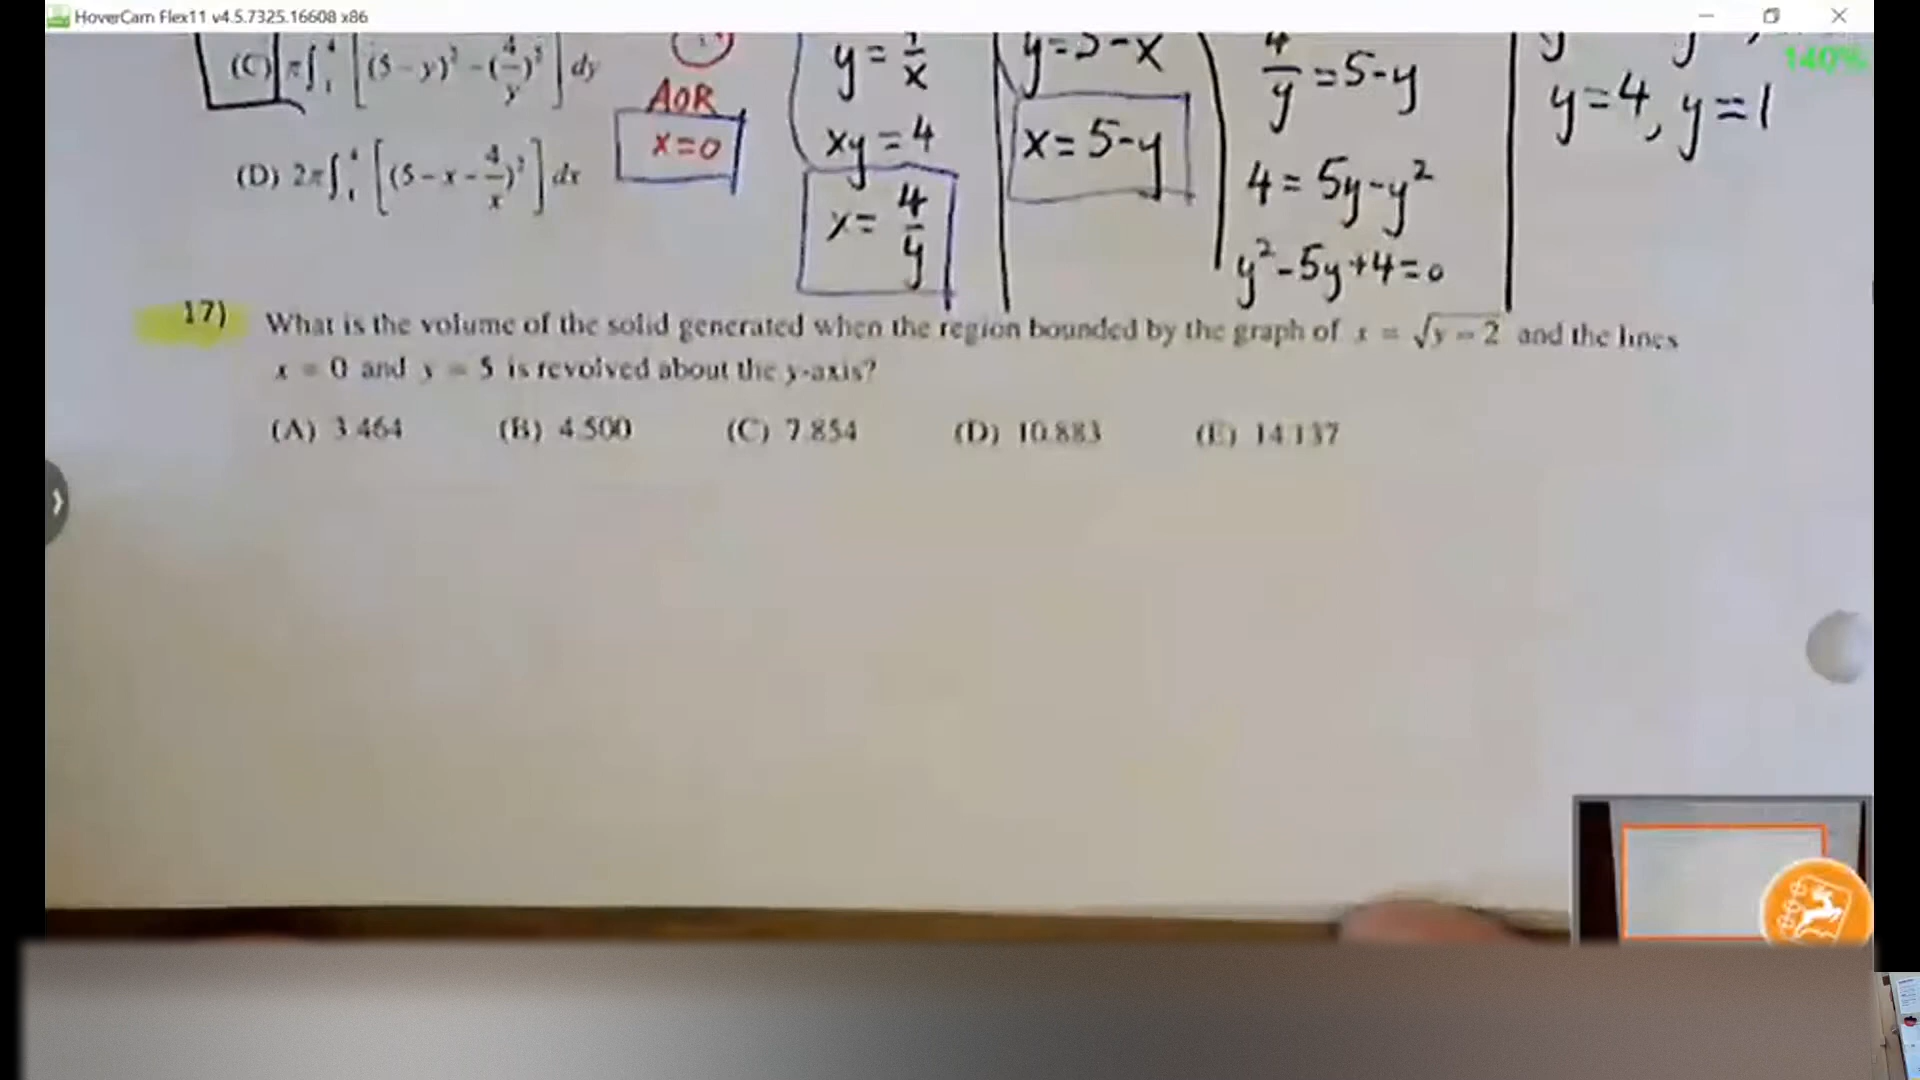 HoverCam Flex11 v4.5.7325.16608 x86
140%
(C) π∫₁⁴ [(5 − y)² − (4/y)²] dy
AOR
x=0
(D) 2π∫₁⁴ [(5 − x − 4/x)²] dx
xy = 4
x = 4/y
y=5-x
x= 5-y
4/y = 5-y
4 = 5y-y²
y²-5y+4=0
y=4, y=1
17) What is the volume of the solid generated when the region bounded by the graph of x = √y − 2 and the lines
x = 0 and y = 5 is revolved about the y-axis?
(A) 3.464 (B) 4.500 (C) 7.854 (D) 10.883 (E) 14.137